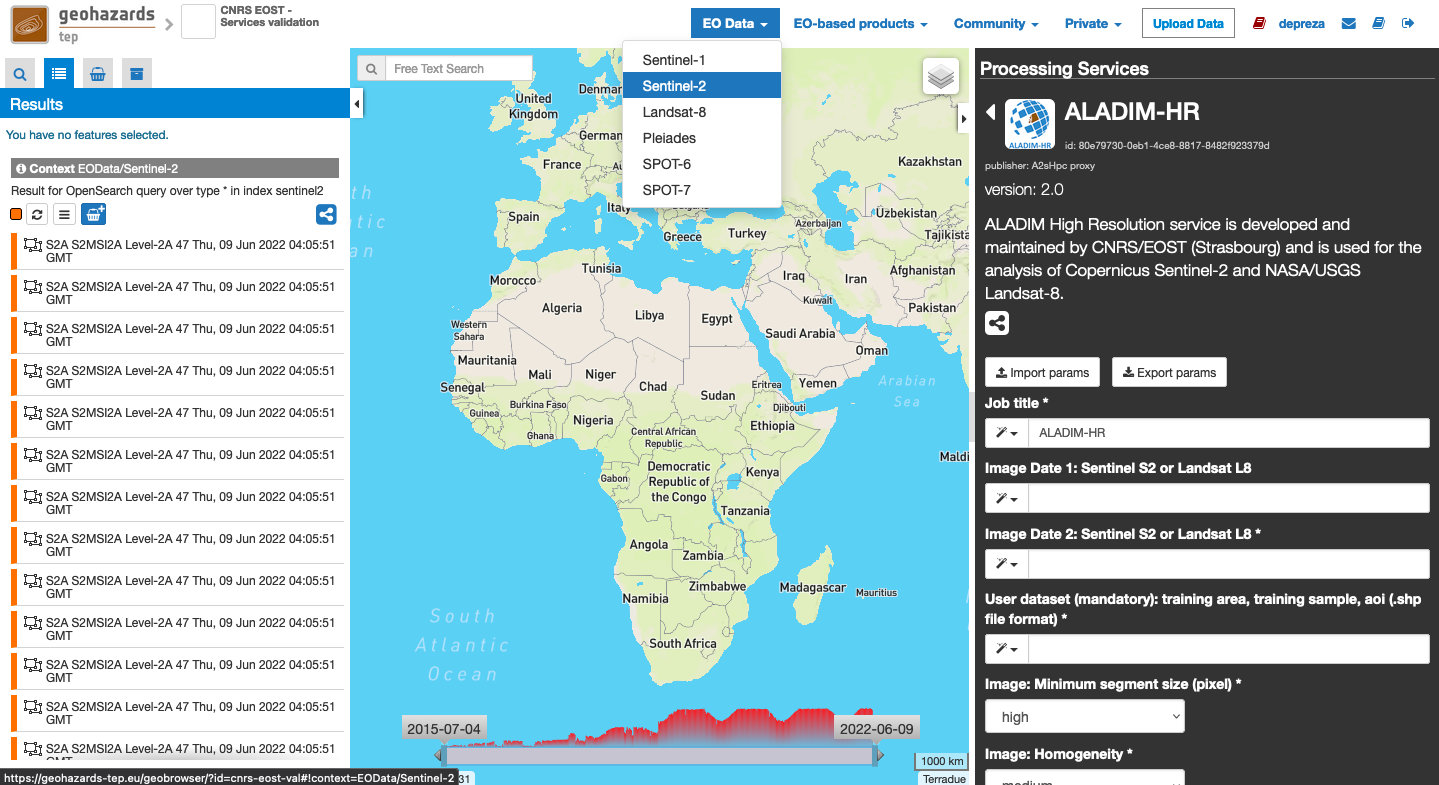 geohazards
tep
CNRS EOST -
Services validation
EO Data
EO-based products
Community
Private
Upload Data
depreza
Sentinel-1
Sentinel-2
Landsat-8
Pleiades
SPOT-6
SPOT-7
Results
You have no features selected.
Context EOData/Sentinel-2
Result for OpenSearch query over type * in index sentinel2
S2A S2MSI2A Level-2A 47 Thu, 09 Jun 2022 04:05:51
GMT
S2A S2MSI2A Level-2A 47 Thu, 09 Jun 2022 04:05:51
GMT
S2A S2MSI2A Level-2A 47 Thu, 09 Jun 2022 04:05:51
GMT
S2A S2MSI2A Level-2A 47 Thu, 09 Jun 2022 04:05:51
GMT
S2A S2MSI2A Level-2A 47 Thu, 09 Jun 2022 04:05:51
GMT
S2A S2MSI2A Level-2A 47 Thu, 09 Jun 2022 04:05:51
GMT
S2A S2MSI2A Level-2A 47 Thu, 09 Jun 2022 04:05:51
GMT
S2A S2MSI2A Level-2A 47 Thu, 09 Jun 2022 04:05:51
GMT
S2A S2MSI2A Level-2A 47 Thu, 09 Jun 2022 04:05:51
GMT
S2A S2MSI2A Level-2A 47 Thu, 09 Jun 2022 04:05:51
GMT
S2A S2MSI2A Level-2A 47 Thu, 09 Jun 2022 04:05:51
GMT
S2A S2MSI2A Level-2A 47 Thu, 09 Jun 2022 04:05:51
GMT
S2A S2MSI2A Level-2A 47 Thu, 09 Jun 2022 04:05:51
GMT
https://geohazards-tep.eu/geobrowser/?id=cnrs-eost-val#!context=EOData/Sentinel-2
31
Free Text Search
United
Kingdom
Denmar
German
France
Kazakhstan
Spain
Italy
Greece
Turkey
Azerbaijan
Uzbekistan
Tajikista
Tunisia
Morocco
Iraq
Iran
Afghanistan
Algeria
Libya
Egypt
Kuwait
Pakistan
Western
Sahara
Saudi Arabia
Oman
Mauritania
Mali
Niger
Chad
Sudan
Eritrea
Yemen
Arabian
Sea
Senegal
Guinea
Burkina Faso
Nigeria
Djibouti
Ethiopia
Ghana
Central African
Republic
Maldi
Gabon
Democratic
Republic of
the Congo
Kenya
Tanzania
Angola
Zambia
Zimbabwe
Madagascar
Mauritius
Namibia
South Africa
South
Atlantic
Ocean
2015-07-04
2022-06-09
1000 km
Terradue
Processing Services
ALADIM-HR
ALADIM-HR
id: 80e79730-0eb1-4ce8-8817-8482f923379d
publisher: A2sHpc proxy
version: 2.0
ALADIM High Resolution service is developed and
maintained by CNRS/EOST (Strasbourg) and is used for the
analysis of Copernicus Sentinel-2 and NASA/USGS
Landsat-8.
Import params
Export params
Job title *
ALADIM-HR
Image Date 1: Sentinel S2 or Landsat L8
Image Date 2: Sentinel S2 or Landsat L8 *
User dataset (mandatory): training area, training sample, aoi (.shp
file format) *
Image: Minimum segment size (pixel) *
high
Image: Homogeneity *
medium